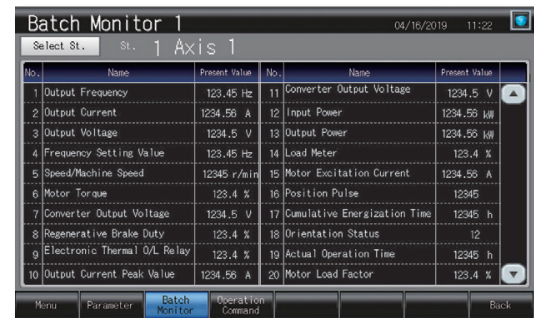 Batch Monitor 1 04/16/2019 11:22
Select St. St. 1 Axis 1
No. Name Present Value No. Name Present Value
1 Output Frequency 123.45 Hz 11 Converter Output Voltage 1234.5 V
2 Output Current 1234.56 A 12 Input Power 1234.56 kW
3 Output Voltage 1234.5 V 13 Output Power 1234.56 kW
4 Frequency Setting Value 123.45 Hz 14 Load Meter 123.4 %
5 Speed/Machine Speed 12345 r/min 15 Motor Excitation Current 1234.56 A
6 Motor Torque 123.4 % 16 Position Pulse 12345
7 Converter Output Voltage 1234.5 V 17 Cumulative Energization Time 12345 h
8 Regenerative Brake Duty 123.4 % 18 Orientation Status 12
9 Electronic Thermal O/L Relay 123.4 % 19 Actual Operation Time 12345 h
10 Output Current Peak Value 1234.56 A 20 Motor Load Factor 123.4 %
Menu Parameter Batch Monitor Operation Command Back